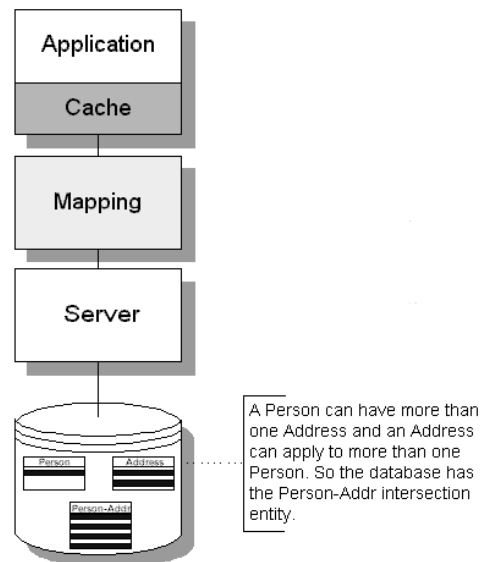 Application
Cache
Mapping
Server
Person
Address
Person-Addr
A Person can have more than
one Address and an Address
can apply to more than one
Person. So the database has
the Person-Addr intersection
entity.